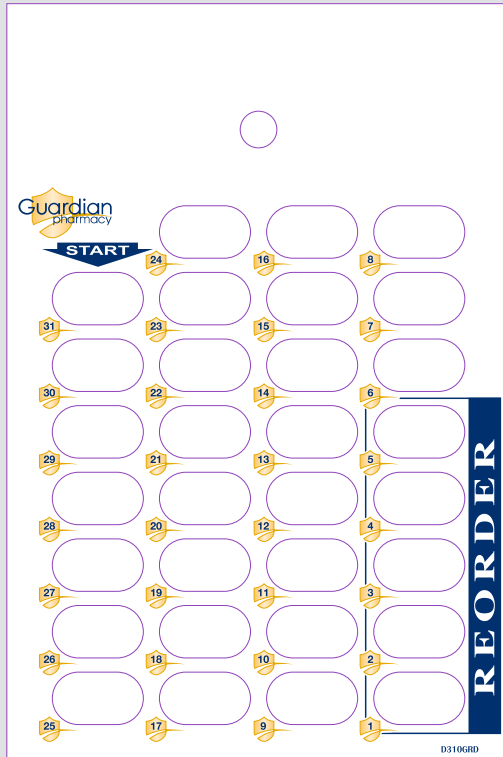 Guardian
pharmacy
START
24 16 8
31 23 15 7
30 22 14 6
29 21 13 5
28 20 12 4
27 19 11 3
26 18 10 2
25 17 9 1
REORDER
D310GRD